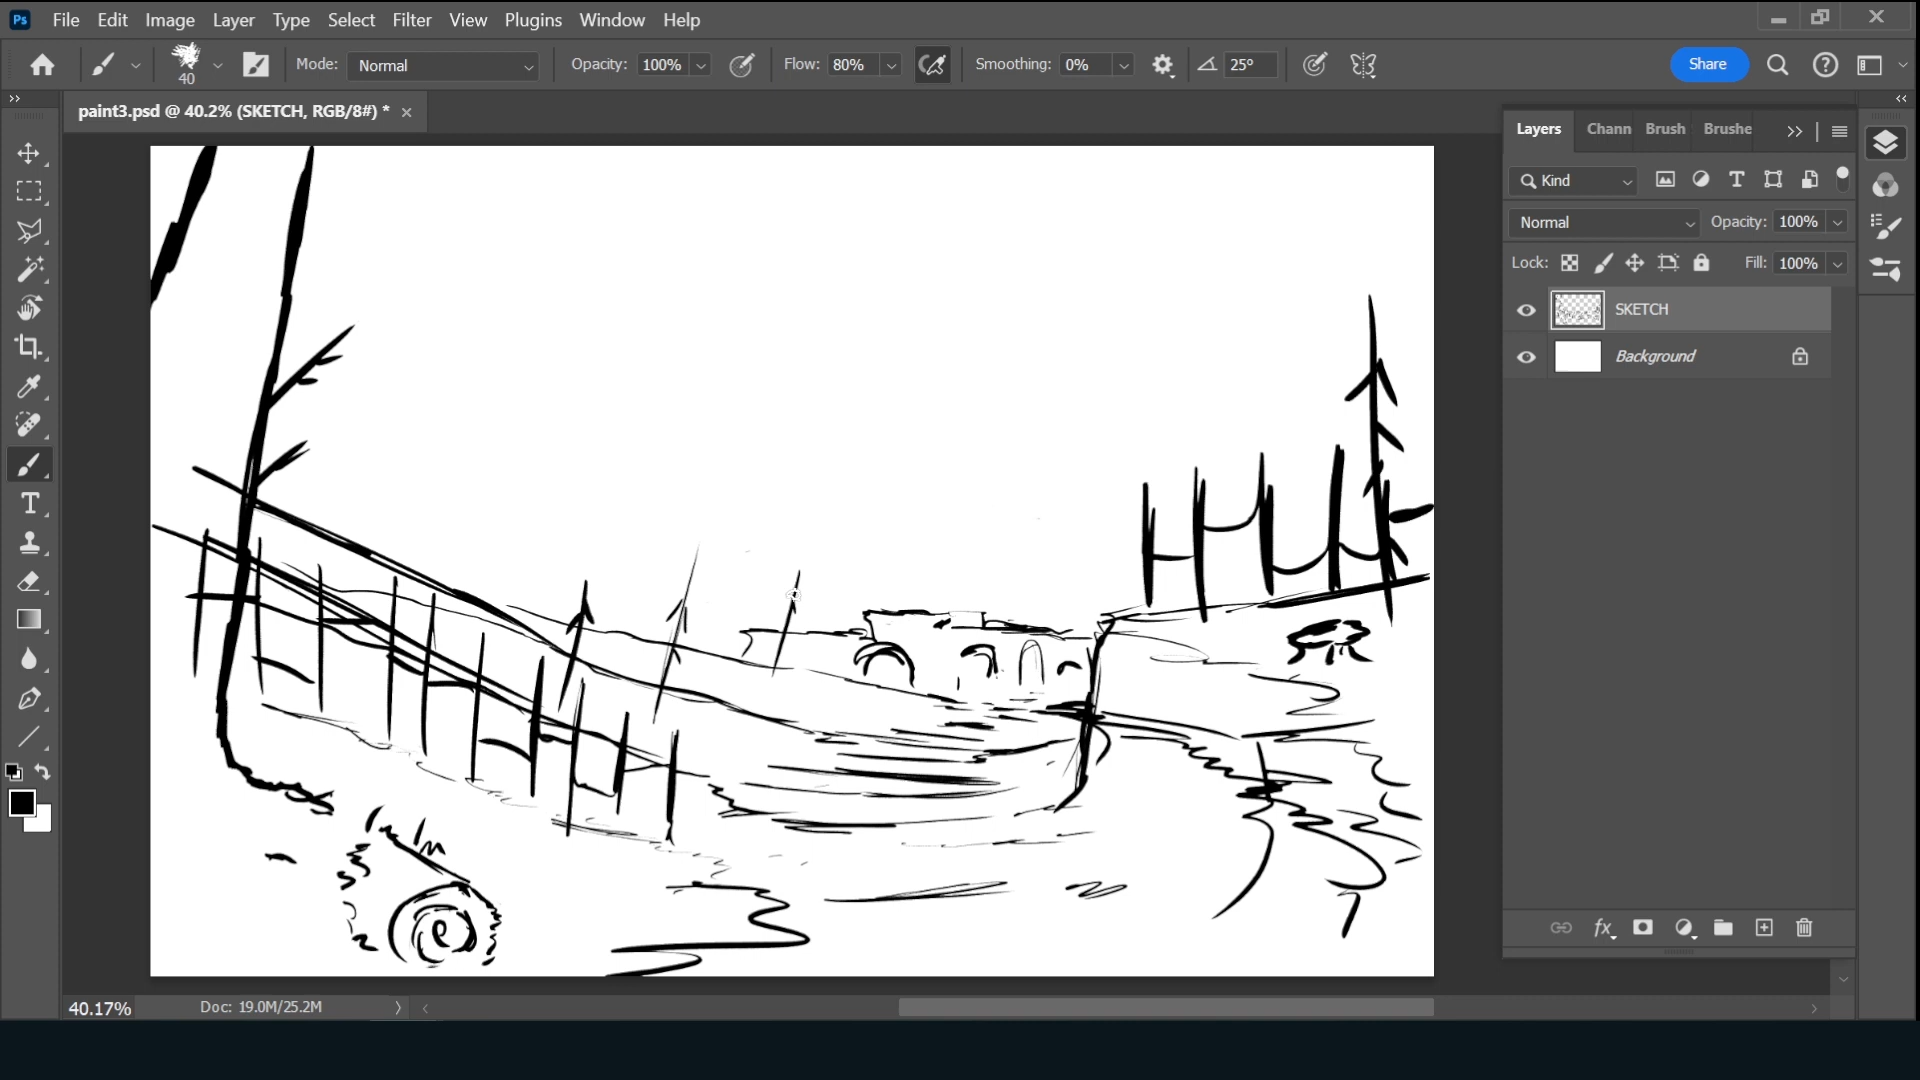 Ps File Edit Image Layer Type Select Filter View Plugins Window Help
40 Mode: Normal Opacity: 100% Flow: 80% Smoothing: 0% 25° Share
paint3.psd @ 40.2% (SKETCH, RGB/8#) *
Layers Chann Brush Brushe
Kind
Normal Opacity: 100%
Lock: Fill: 100%
SKETCH
Background
fx
40.17% Doc: 19.0M/25.2M